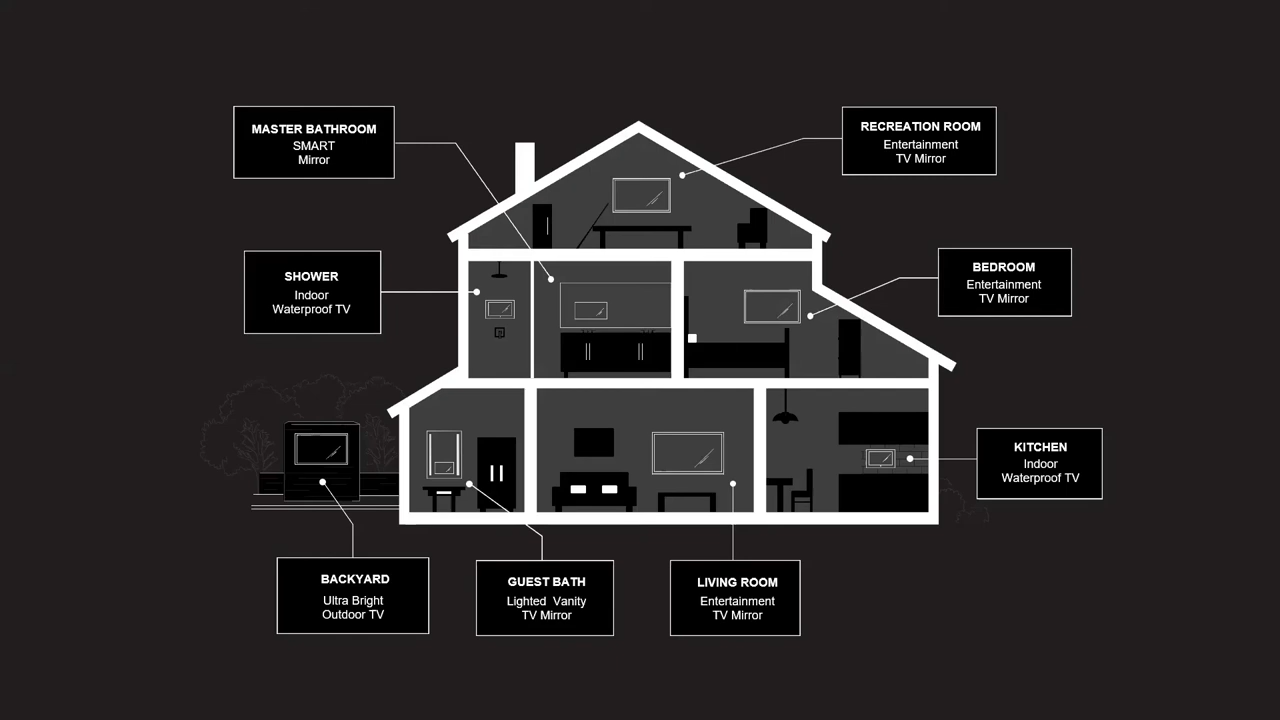 MASTER BATHROOM
SMART
Mirror
RECREATION ROOM
Entertainment
TV Mirror
SHOWER
Indoor
Waterproof TV
BEDROOM
Entertainment
TV Mirror
KITCHEN
Indoor
Waterproof TV
BACKYARD
Ultra Bright
Outdoor TV
GUEST BATH
Lighted Vanity
TV Mirror
LIVING ROOM
Entertainment
TV Mirror